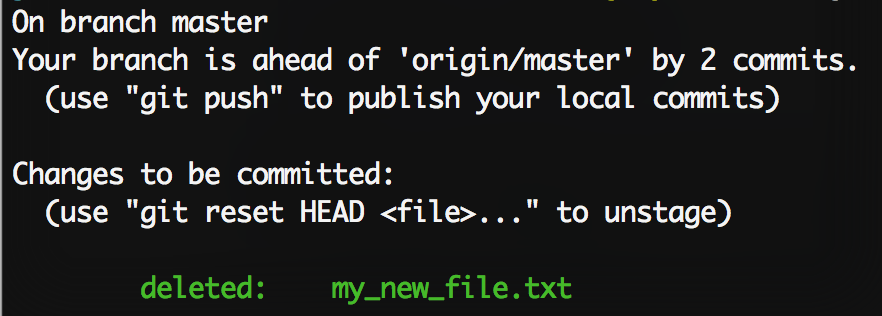 On branch master
Your branch is ahead of 'origin/master' by 2 commits.
  (use "git push" to publish your local commits)
Changes to be committed:
  (use "git reset HEAD <file>..." to unstage)
        deleted:    my_new_file.txt